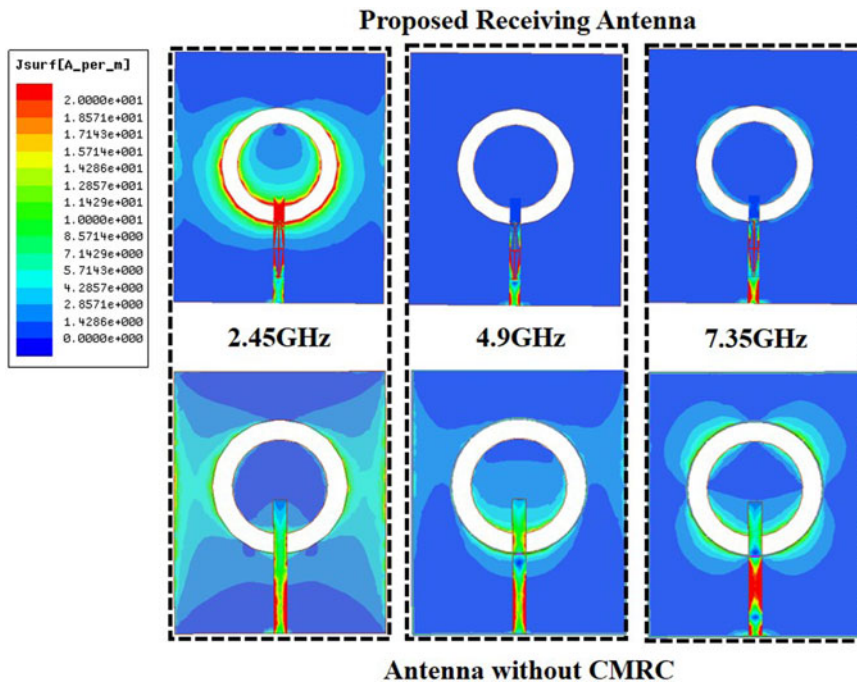 Proposed Receiving Antenna
Jsurf[A_per_m]
2.0000e+001
1.8571e+001
1.7143e+001
1.5714e+001
1.4286e+001
1.2857e+001
1.1429e+001
1.0000e+001
8.5714e+000
7.1429e+000
5.7143e+000
4.2857e+000
2.8571e+000
1.4286e+000
0.0000e+000
2.45GHz
4.9GHz
7.35GHz
Antenna without CMRC